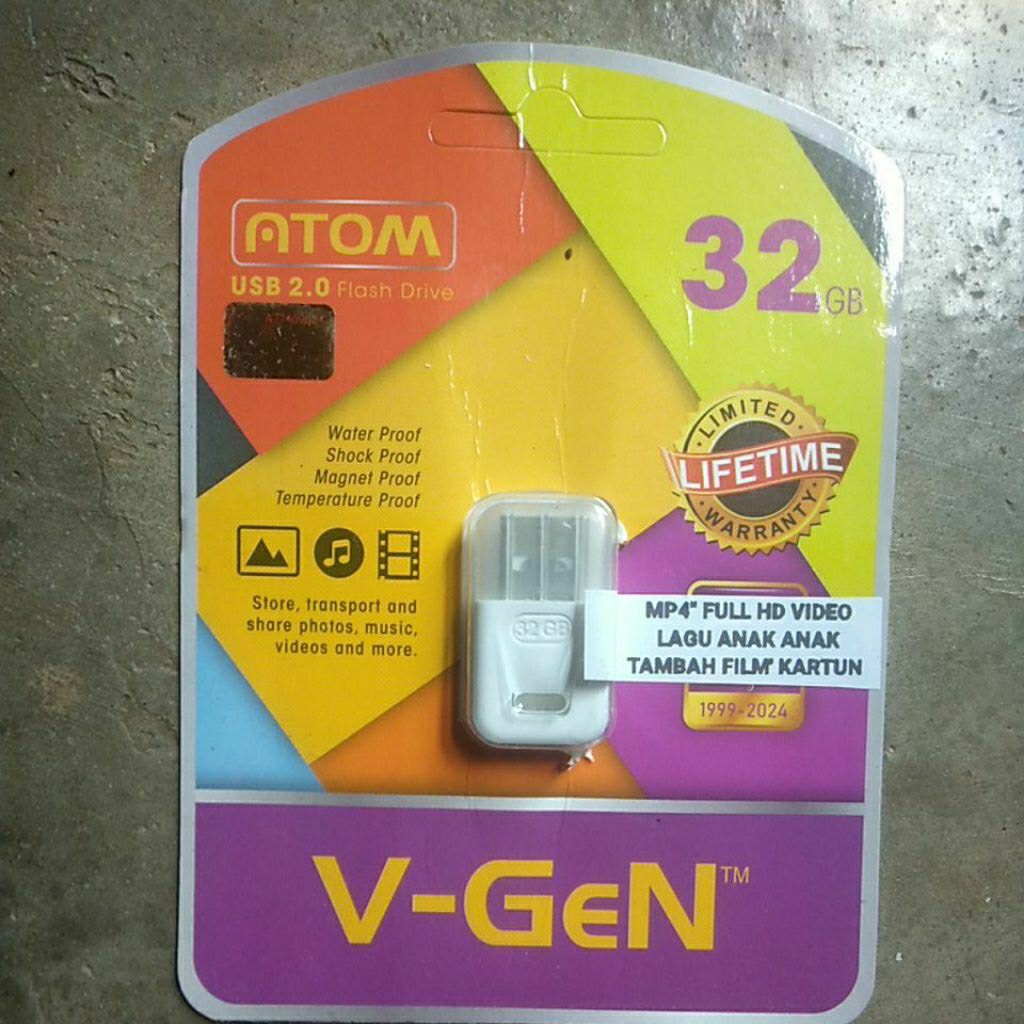 ATOM
USB 2.0 Flash Drive
32 GB
LIMITED
LIFETIME
WARRANTY
Water Proof
Shock Proof
Magnet Proof
Temperature Proof
Store, transport and
share photos, music,
videos and more.
32 GB
MP4" FULL HD VIDEO
LAGU ANAK ANAK
TAMBAH FILM" KARTUN
1999-2024
V-GeN™